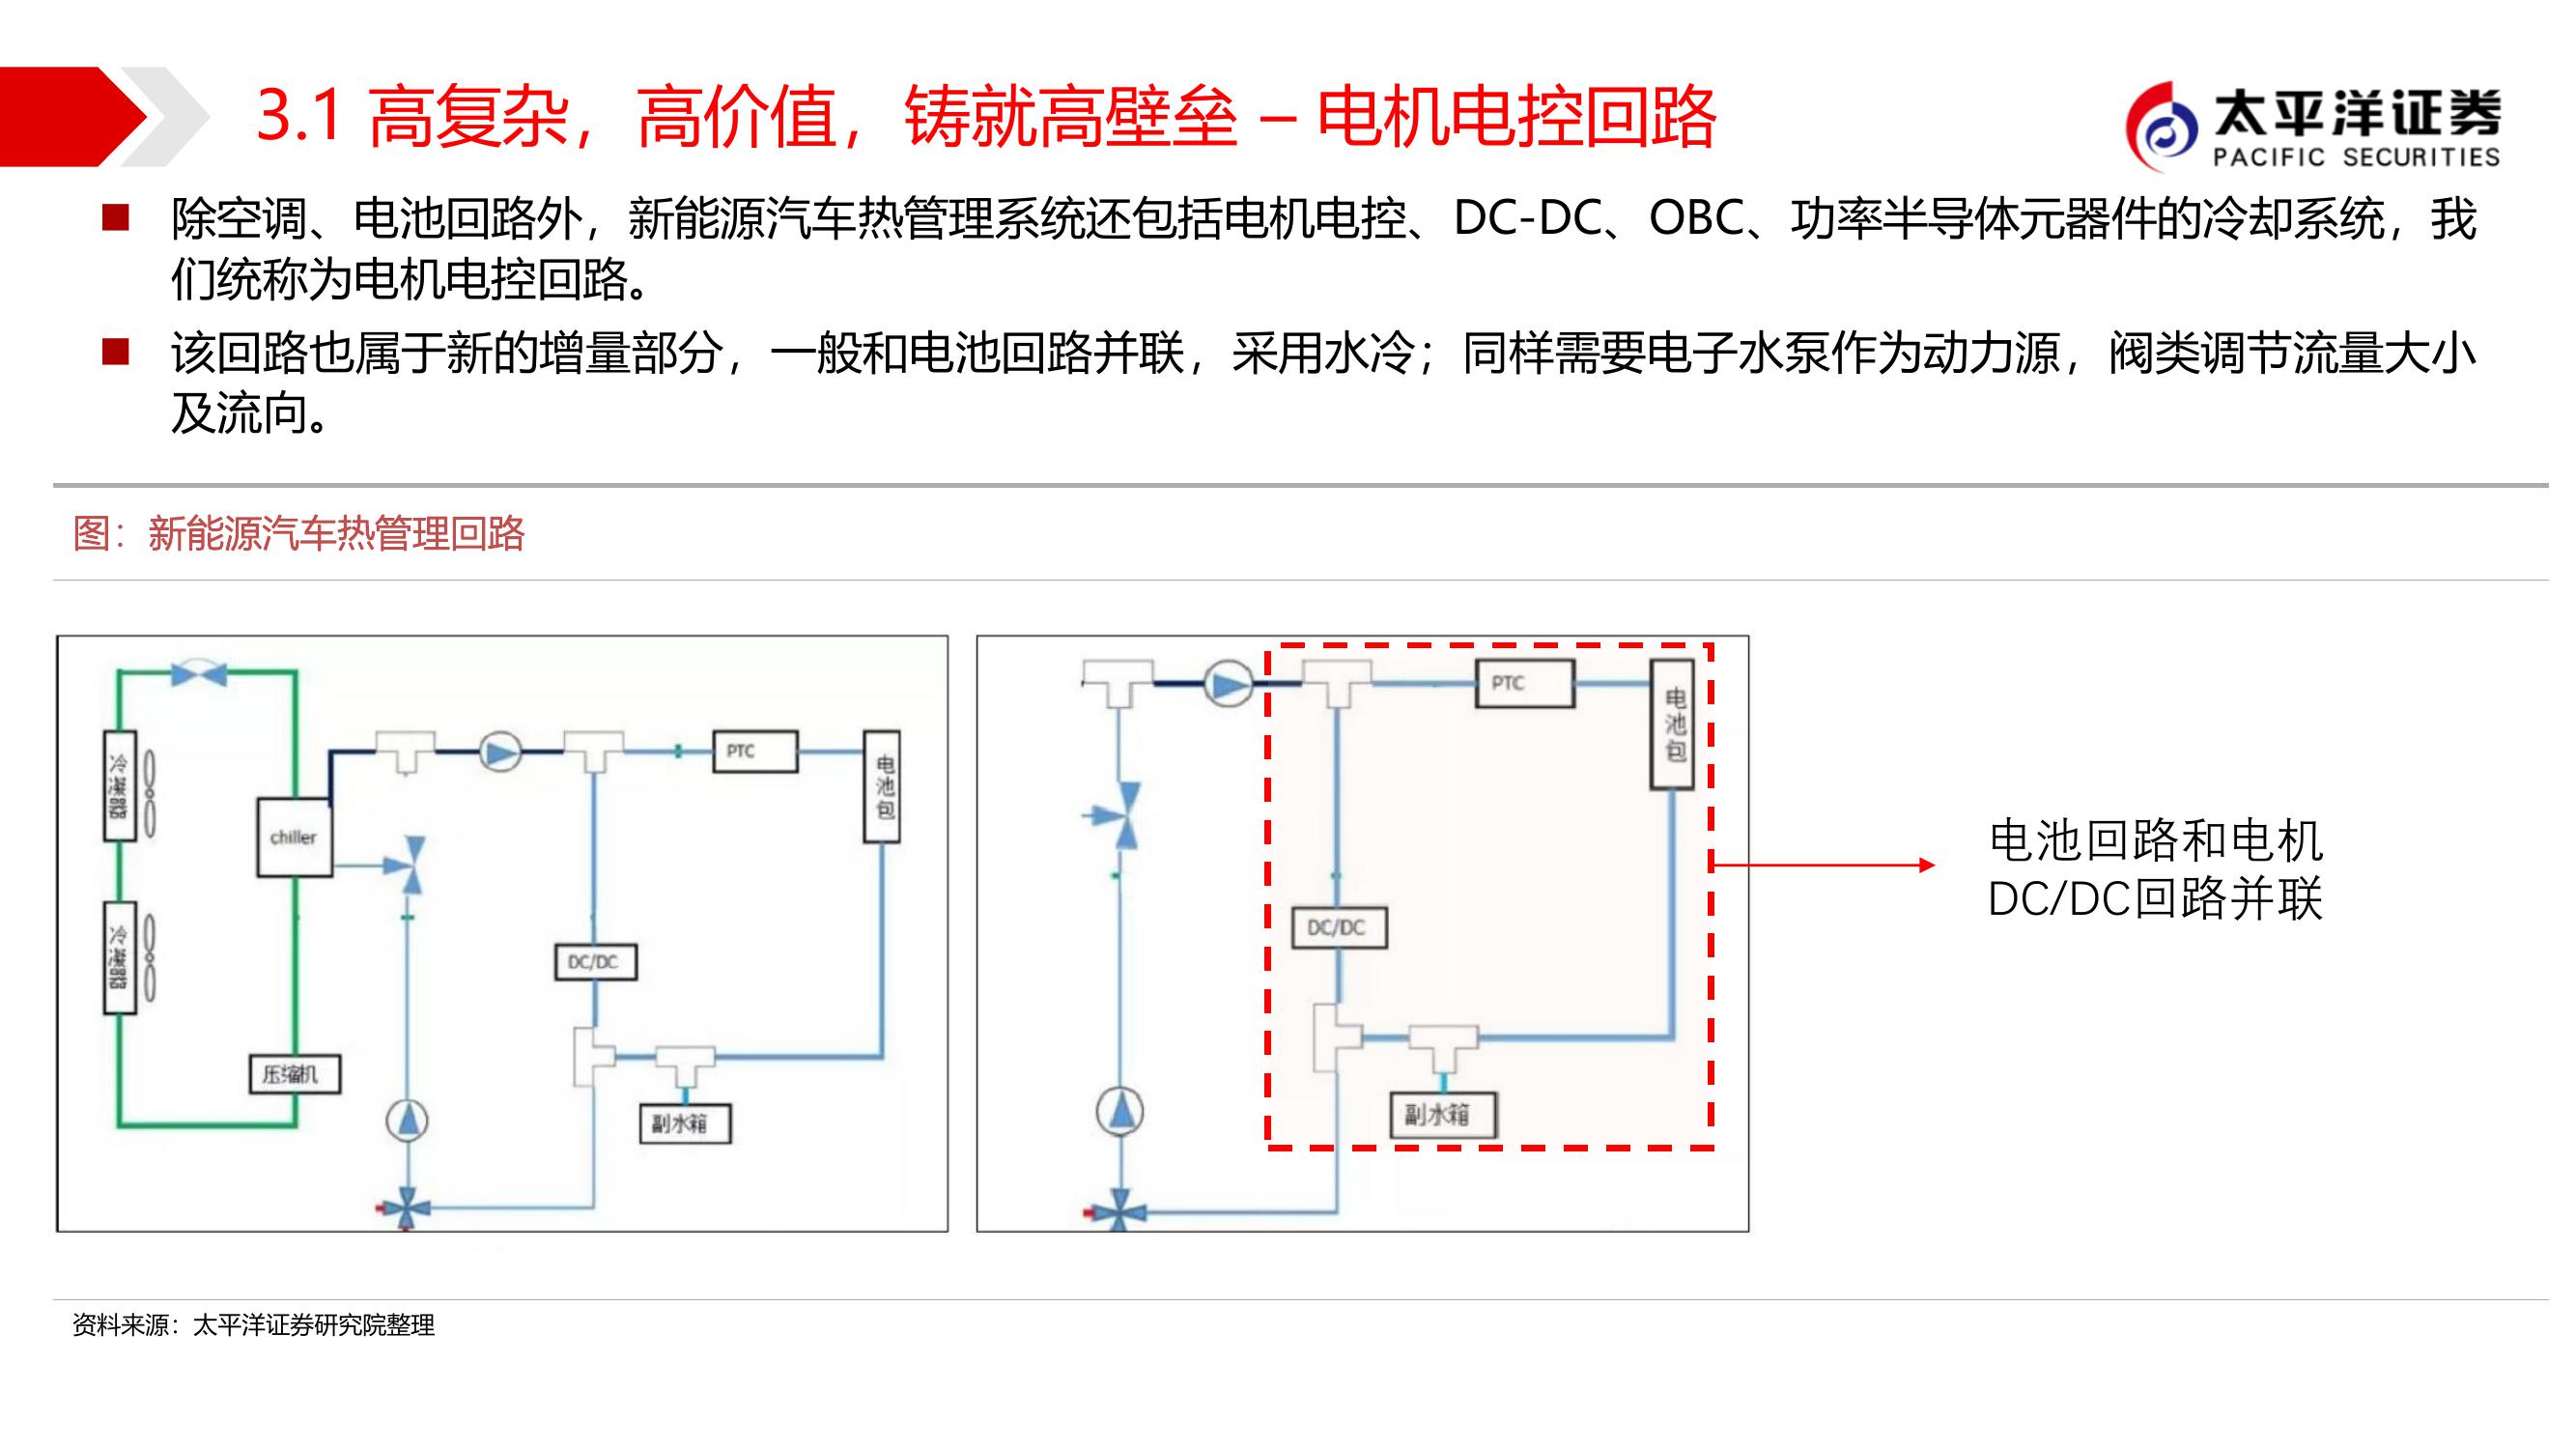 3.1 高复杂，高价值，铸就高壁垒 – 电机电控回路
太平洋证券
PACIFIC SECURITIES
■ 除空调、电池回路外，新能源汽车热管理系统还包括电机电控、DC-DC、OBC、功率半导体元器件的冷却系统，我
们统称为电机电控回路。
■ 该回路也属于新的增量部分，一般和电池回路并联，采用水冷；同样需要电子水泵作为动力源，阀类调节流量大小
及流向。
图：新能源汽车热管理回路
冷凝器
冷凝器
chiller
压缩机
PTC
电池包
DC/DC
副水箱
PTC
电池包
DC/DC
副水箱
电池回路和电机
DC/DC回路并联
资料来源：太平洋证券研究院整理